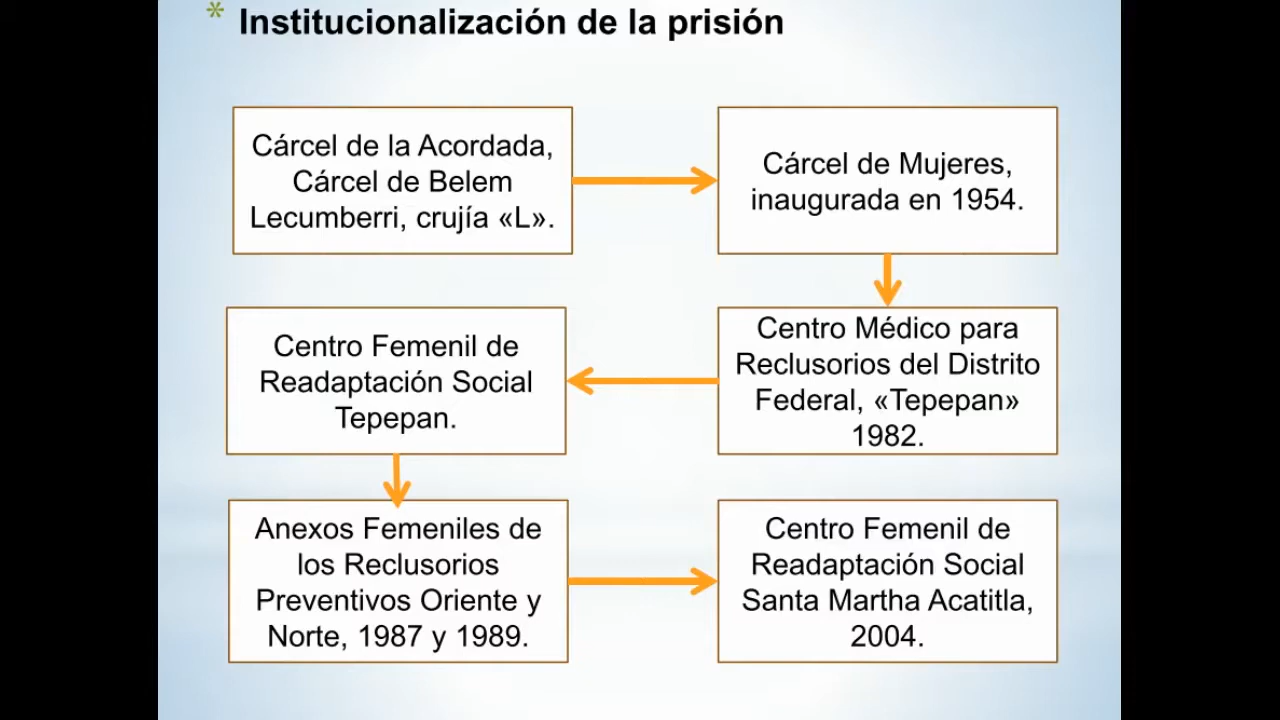 * Institucionalización de la prisión
Cárcel de la Acordada,
Cárcel de Belem
Lecumberri, crujía «L».
Cárcel de Mujeres,
inaugurada en 1954.
Centro Médico para
Reclusorios del Distrito
Federal, «Tepepan»
1982.
Centro Femenil de
Readaptación Social
Tepepan.
Anexos Femeniles de
los Reclusorios
Preventivos Oriente y
Norte, 1987 y 1989.
Centro Femenil de
Readaptación Social
Santa Martha Acatitla,
2004.